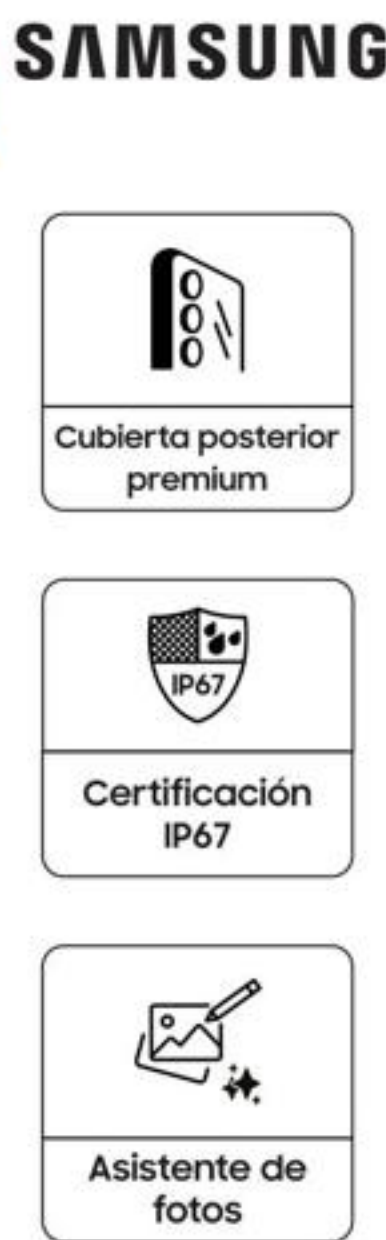 SAMSUNG
Cubierta posterior
premium
IP67
Certificación
IP67
Asistente de
fotos